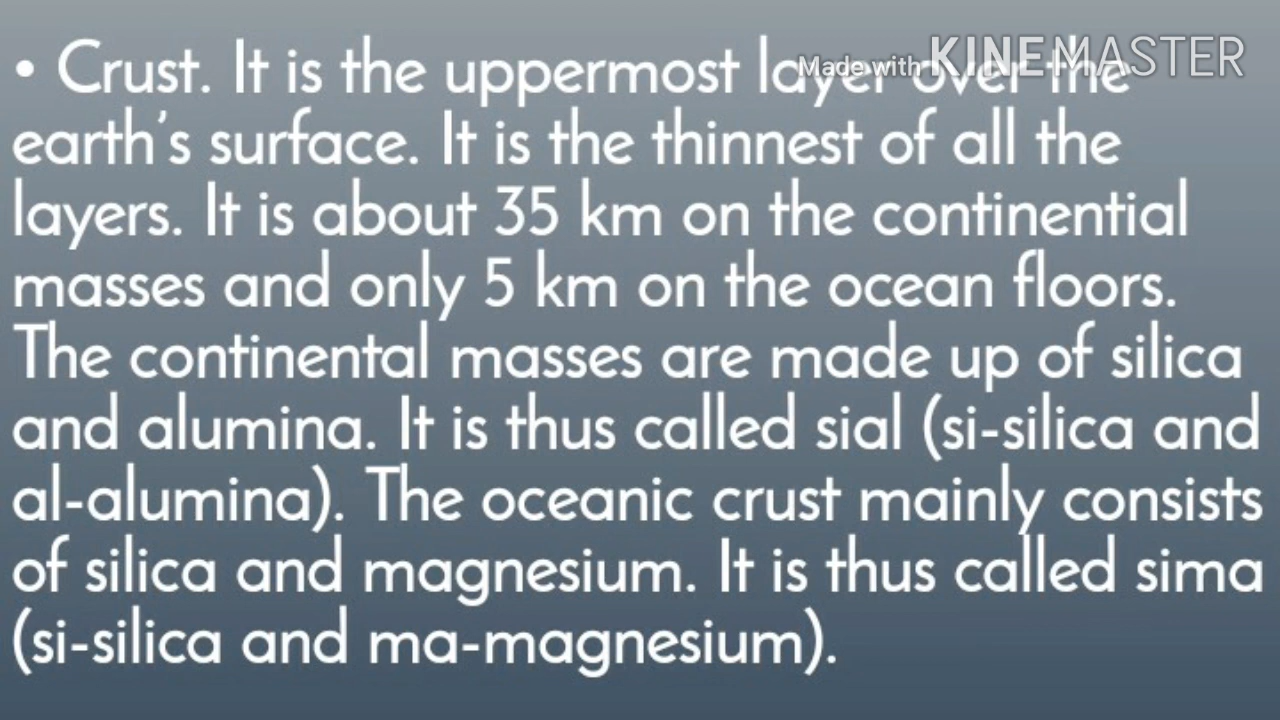 • Crust. It is the uppermost layer over the
Made with KINEMASTER
earth's surface. It is the thinnest of all the
layers. It is about 35 km on the continential
masses and only 5 km on the ocean floors.
The continental masses are made up of silica
and alumina. It is thus called sial (si-silica and
al-alumina). The oceanic crust mainly consists
of silica and magnesium. It is thus called sima
(si-silica and ma-magnesium).